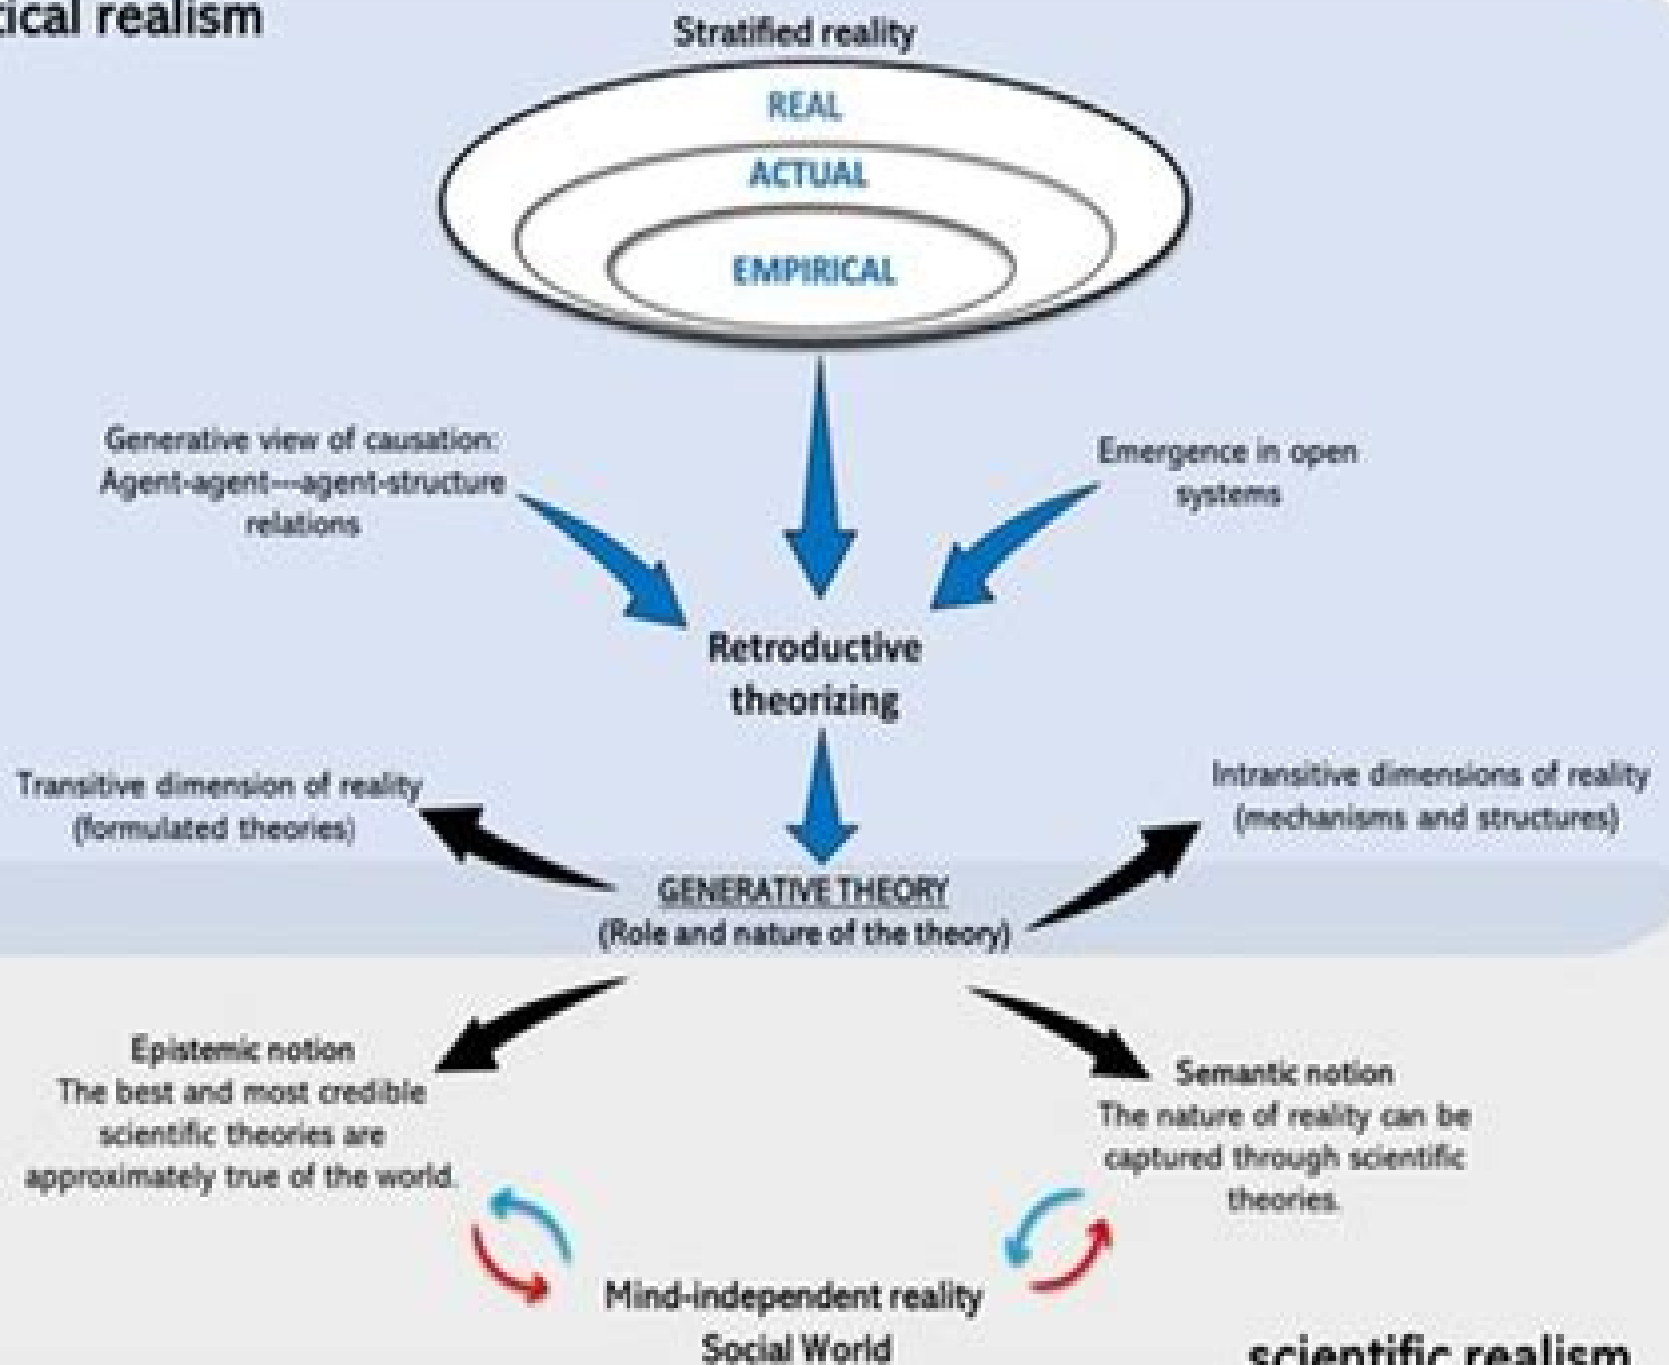 tical realism
Stratified reality
REAL
ACTUAL
EMPIRICAL
Generative view of causation:
Agent-agent---agent-structure
relations
Emergence in open
systems
Retroductive
theorizing
Transitive dimension of reality
(formulated theories)
Intransitive dimensions of reality
(mechanisms and structures)
GENERATIVE THEORY
(Role and nature of the theory)
Epistemic notion
The best and most credible
scientific theories are
approximately true of the world.
Semantic notion
The nature of reality can be
captured through scientific
theories.
Mind-independent reality
Social World
scientific realism